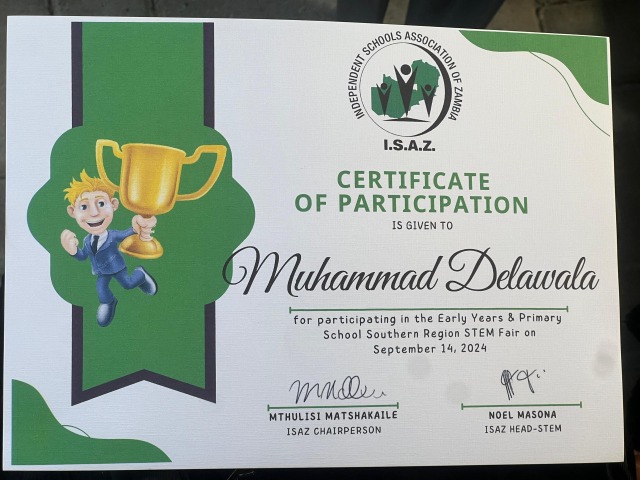 INDEPENDENT SCHOOLS ASSOCIATION OF ZAMBIA
I.S.A.Z.
CERTIFICATE
OF PARTICIPATION
IS GIVEN TO
Muhammad Delawala
for participating in the Early Years & Primary
School Southern Region STEM Fair on
September 14, 2024
MTHULISI MATSHAKAILE
ISAZ CHAIRPERSON
NOEL MASONA
ISAZ HEAD-STEM